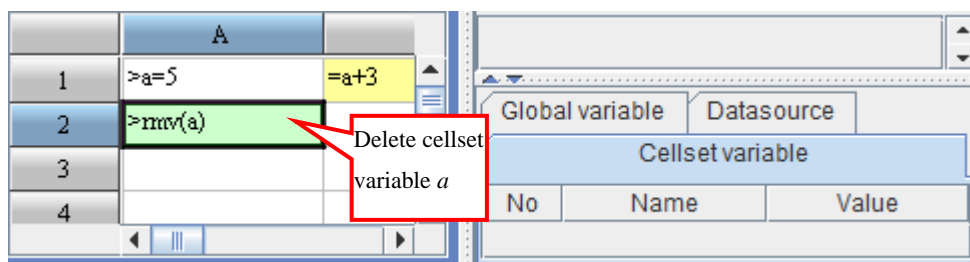 A
1 >a=5 =a+3
2 >rmv(a)
3
4
Delete cellset
variable a
Global variable Datasource
Cellset variable
No Name Value